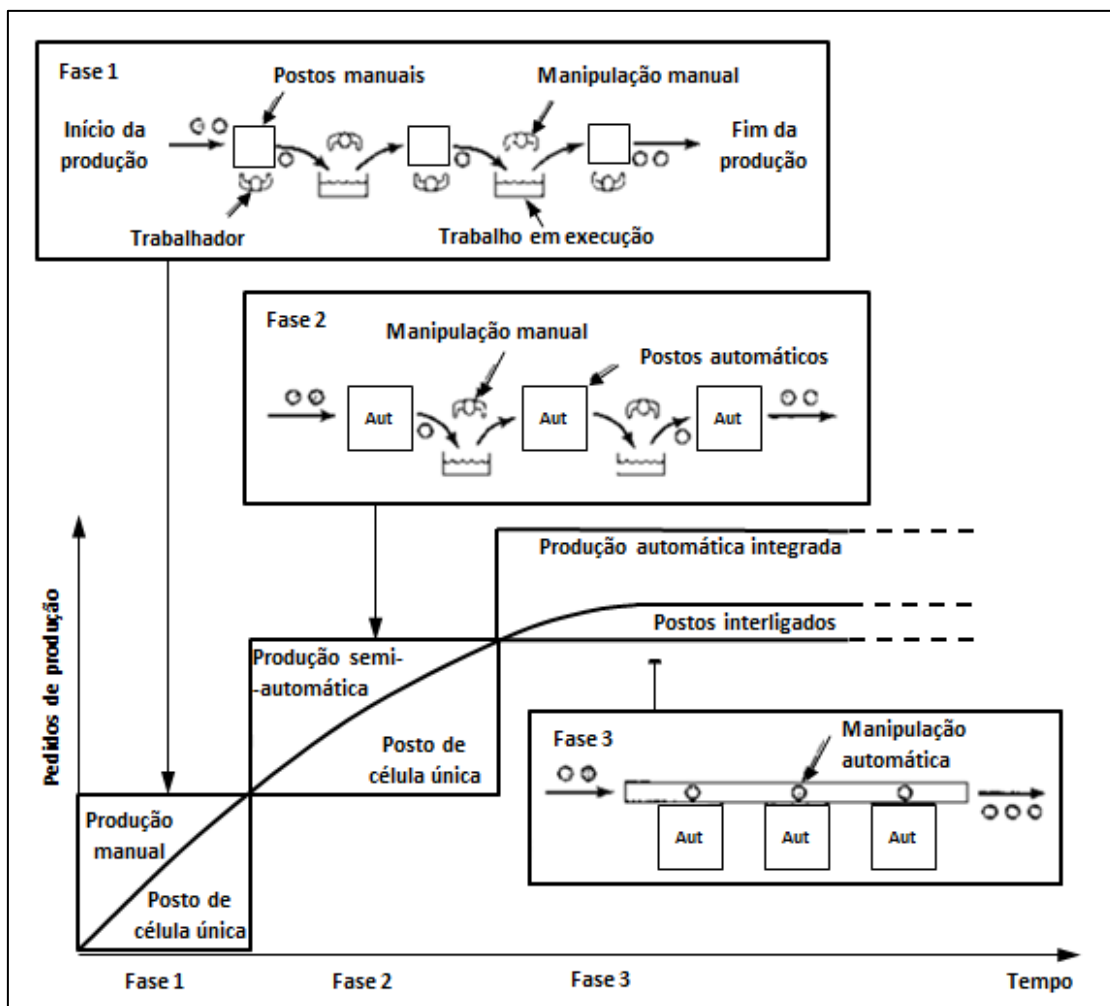 Fase 1
Postos manuais
Manipulação manual
Início da
produção
Fim da
produção
Trabalhador
Trabalho em execução
Fase 2
Manipulação manual
Postos automáticos
Aut
Aut
Aut
Pedidos de produção
Produção automática integrada
Postos interligados
Produção semi-
-automática
Posto de
célula única
Produção
manual
Posto de
célula única
Fase 3
Manipulação
automática
Aut
Aut
Aut
Fase 1
Fase 2
Fase 3
Tempo